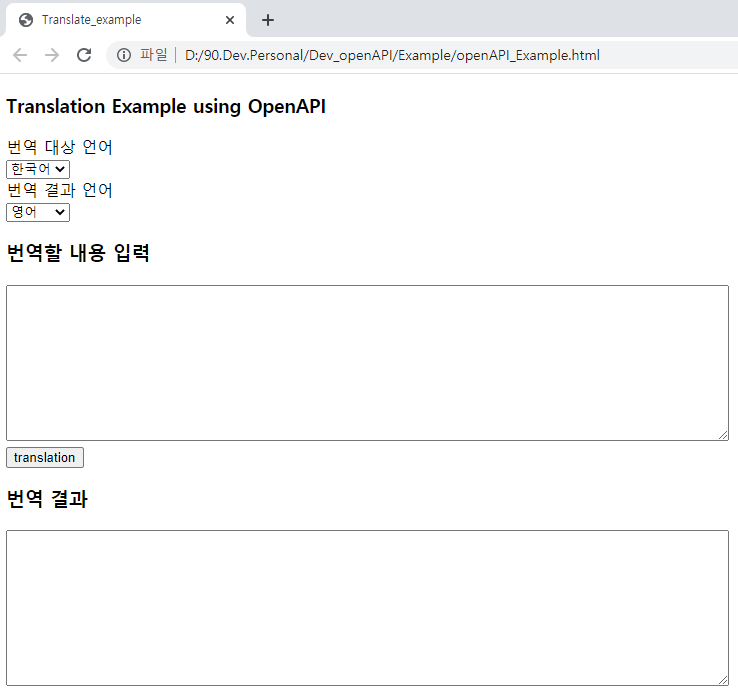 Translate_example
파일 D:/90.Dev.Personal/Dev_openAPI/Example/openAPI_Example.html
Translation Example using OpenAPI
번역 대상 언어
한국어
번역 결과 언어
영어
번역할 내용 입력
translation
번역 결과